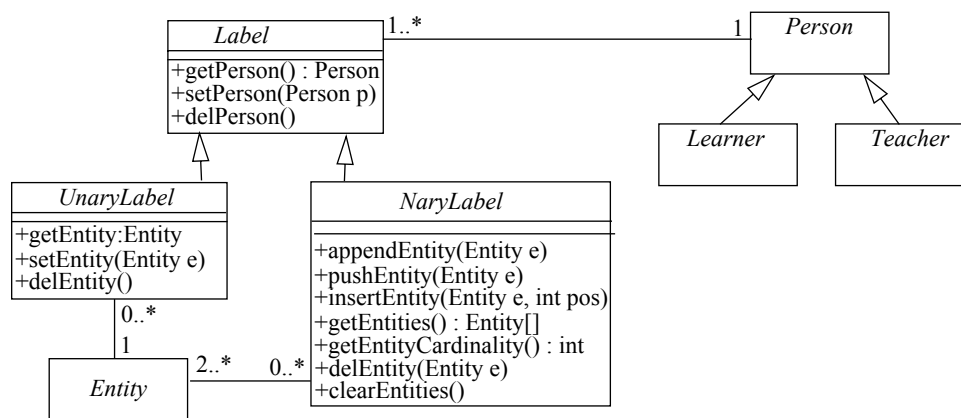 Label
+getPerson() : Person
+setPerson(Person p)
+delPerson()
1..*
1
Person
Learner
Teacher
UnaryLabel
+getEntity:Entity
+setEntity(Entity e)
+delEntity()
NaryLabel
+appendEntity(Entity e)
+pushEntity(Entity e)
+insertEntity(Entity e, int pos)
+getEntities() : Entity[]
+getEntityCardinality() : int
+delEntity(Entity e)
+clearEntities()
0..*
1
Entity
2..*
0..*